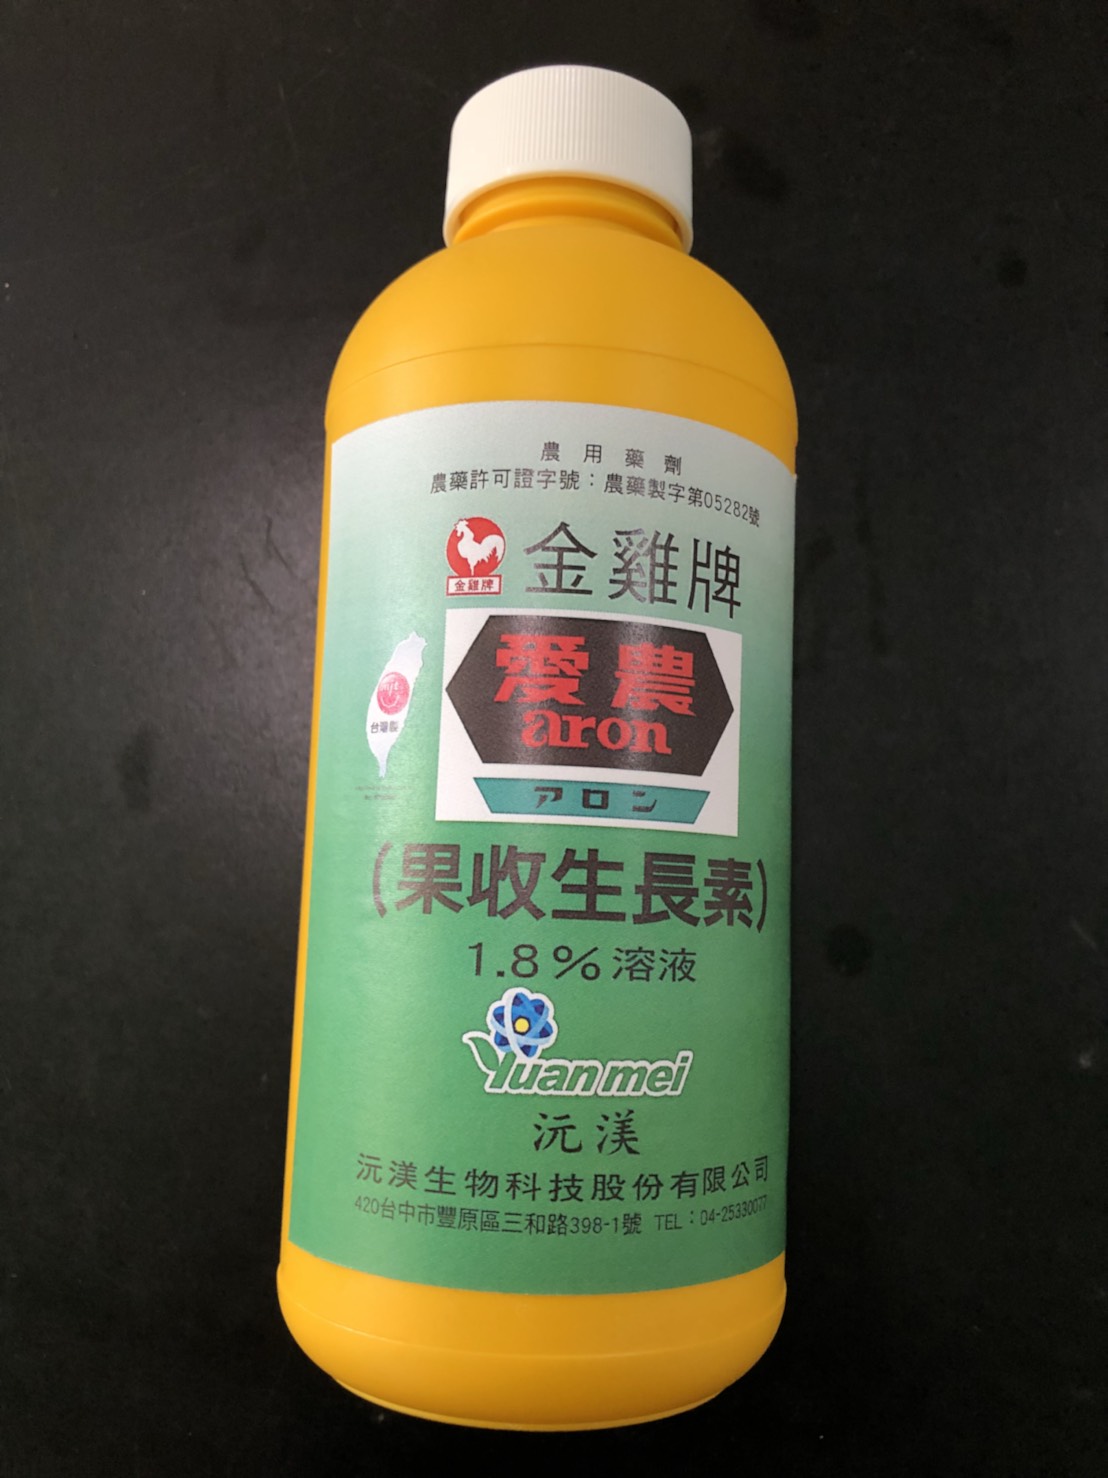 農用藥劑
農藥許可證字號：農藥製字第05282號
金雞牌
金雞牌
愛農
aron
アロン
台灣製
（果收生長素）
1.8%溶液
Yuanmei
沅渼
沅渼生物科技股份有限公司
420台中市豐原區三和路398-1號 TEL：04-25330077